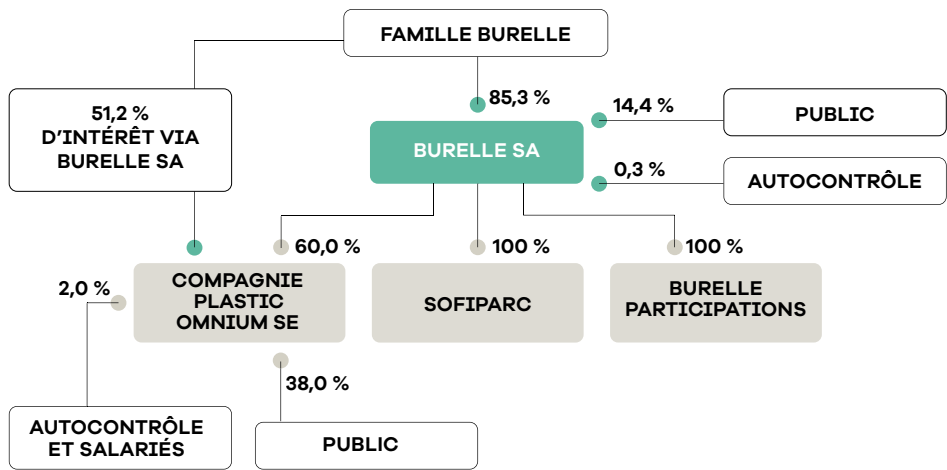 FAMILLE BURELLE
85,3 %
51,2 %
D'INTÉRÊT VIA
BURELLE SA
14,4 %
PUBLIC
BURELLE SA
0,3 %
AUTOCONTRÔLE
60,0 %
100 %
100 %
2,0 %
COMPAGNIE
PLASTIC
OMNIUM SE
SOFIPARC
BURELLE
PARTICIPATIONS
38,0 %
AUTOCONTRÔLE
ET SALARIÉS
PUBLIC